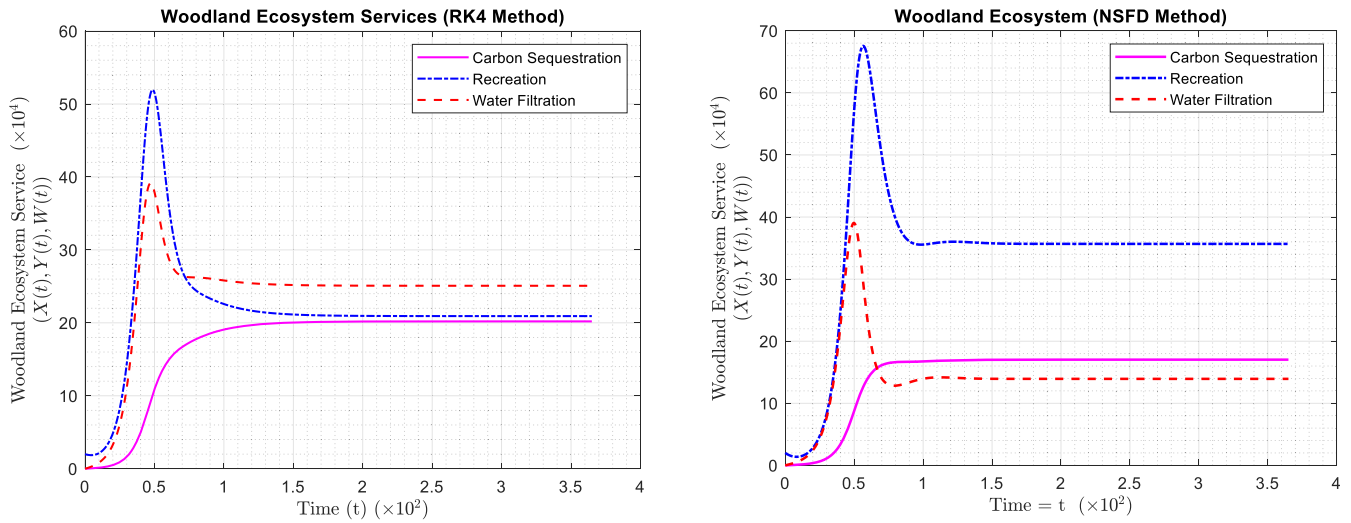 Woodland Ecosystem Services (RK4 Method)
60
50
40
30
20
10
0
Woodland Ecosystem Service (×10⁴)
(X(t), Y(t), W(t))
Carbon Sequestration
Recreation
Water Filtration
0 0.5 1 1.5 2 2.5 3 3.5 4
Time (t) (×10²)
Woodland Ecosystem (NSFD Method)
70
60
50
40
30
20
10
0
Woodland Ecosystem Service (×10⁴)
(X(t), Y(t), W(t))
Carbon Sequestration
Recreation
Water Filtration
0 0.5 1 1.5 2 2.5 3 3.5 4
Time = t (×10²)